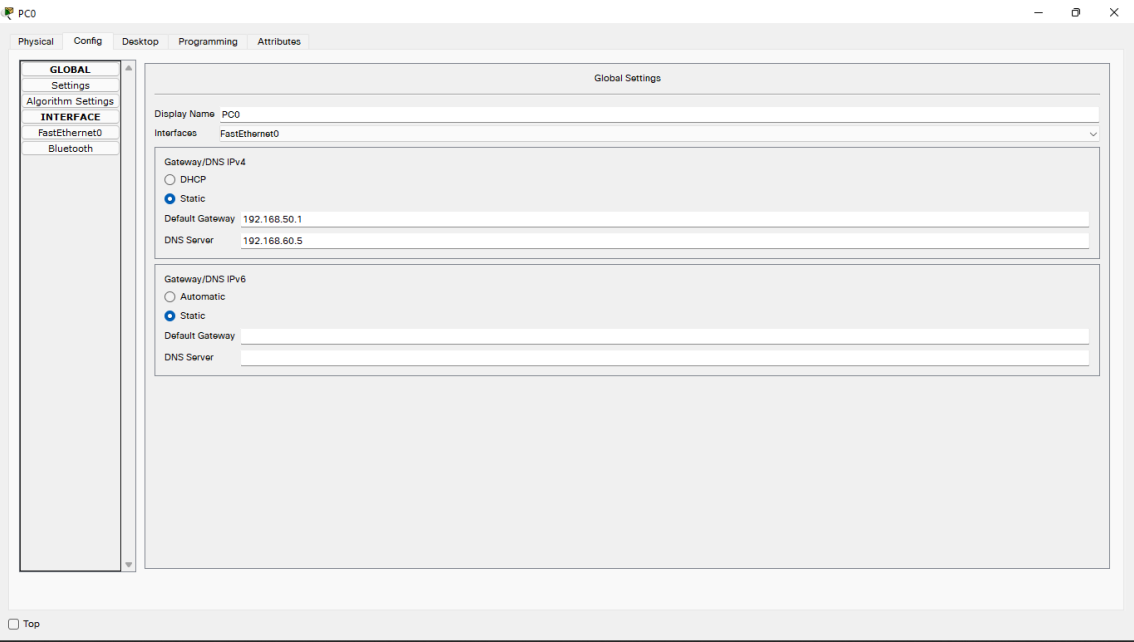 PC0
Physical Config Desktop Programming Attributes
GLOBAL
Settings
Algorithm Settings
INTERFACE
FastEthernet0
Bluetooth
Global Settings
Display Name PC0
Interfaces FastEthernet0
Gateway/DNS IPv4
DHCP
Static
Default Gateway 192.168.50.1
DNS Server 192.168.60.5
Gateway/DNS IPv6
Automatic
Static
Default Gateway
DNS Server
Top